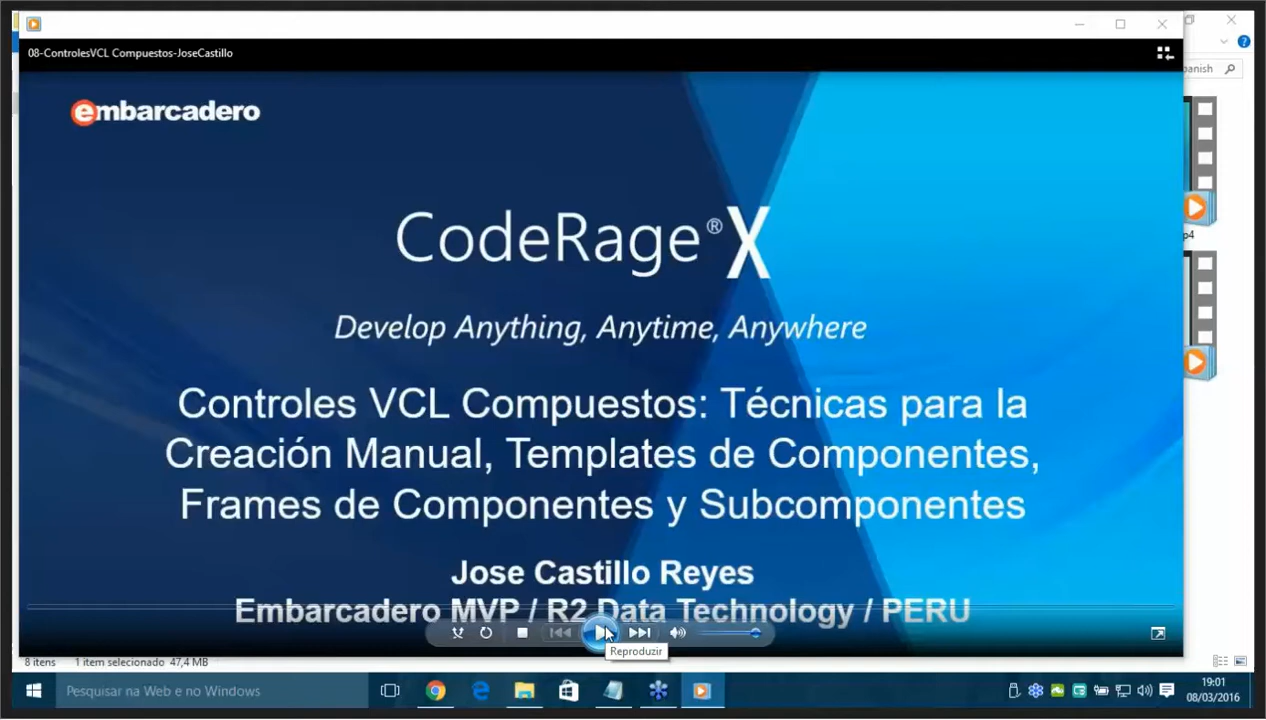 08-ControlesVCL Compuestos-JoseCastillo
anish
embarcadero
CodeRage® X
Develop Anything, Anytime, Anywhere
p4
Controles VCL Compuestos: Técnicas para la
Creación Manual, Templates de Componentes,
Frames de Componentes y Subcomponentes
Jose Castillo Reyes
Embarcadero MVP / R2 Data Technology / PERU
Reproduzir
8 itens 1 item selecionado 47,4 MB
Pesquisar na Web e no Windows
19:01
08/03/2016